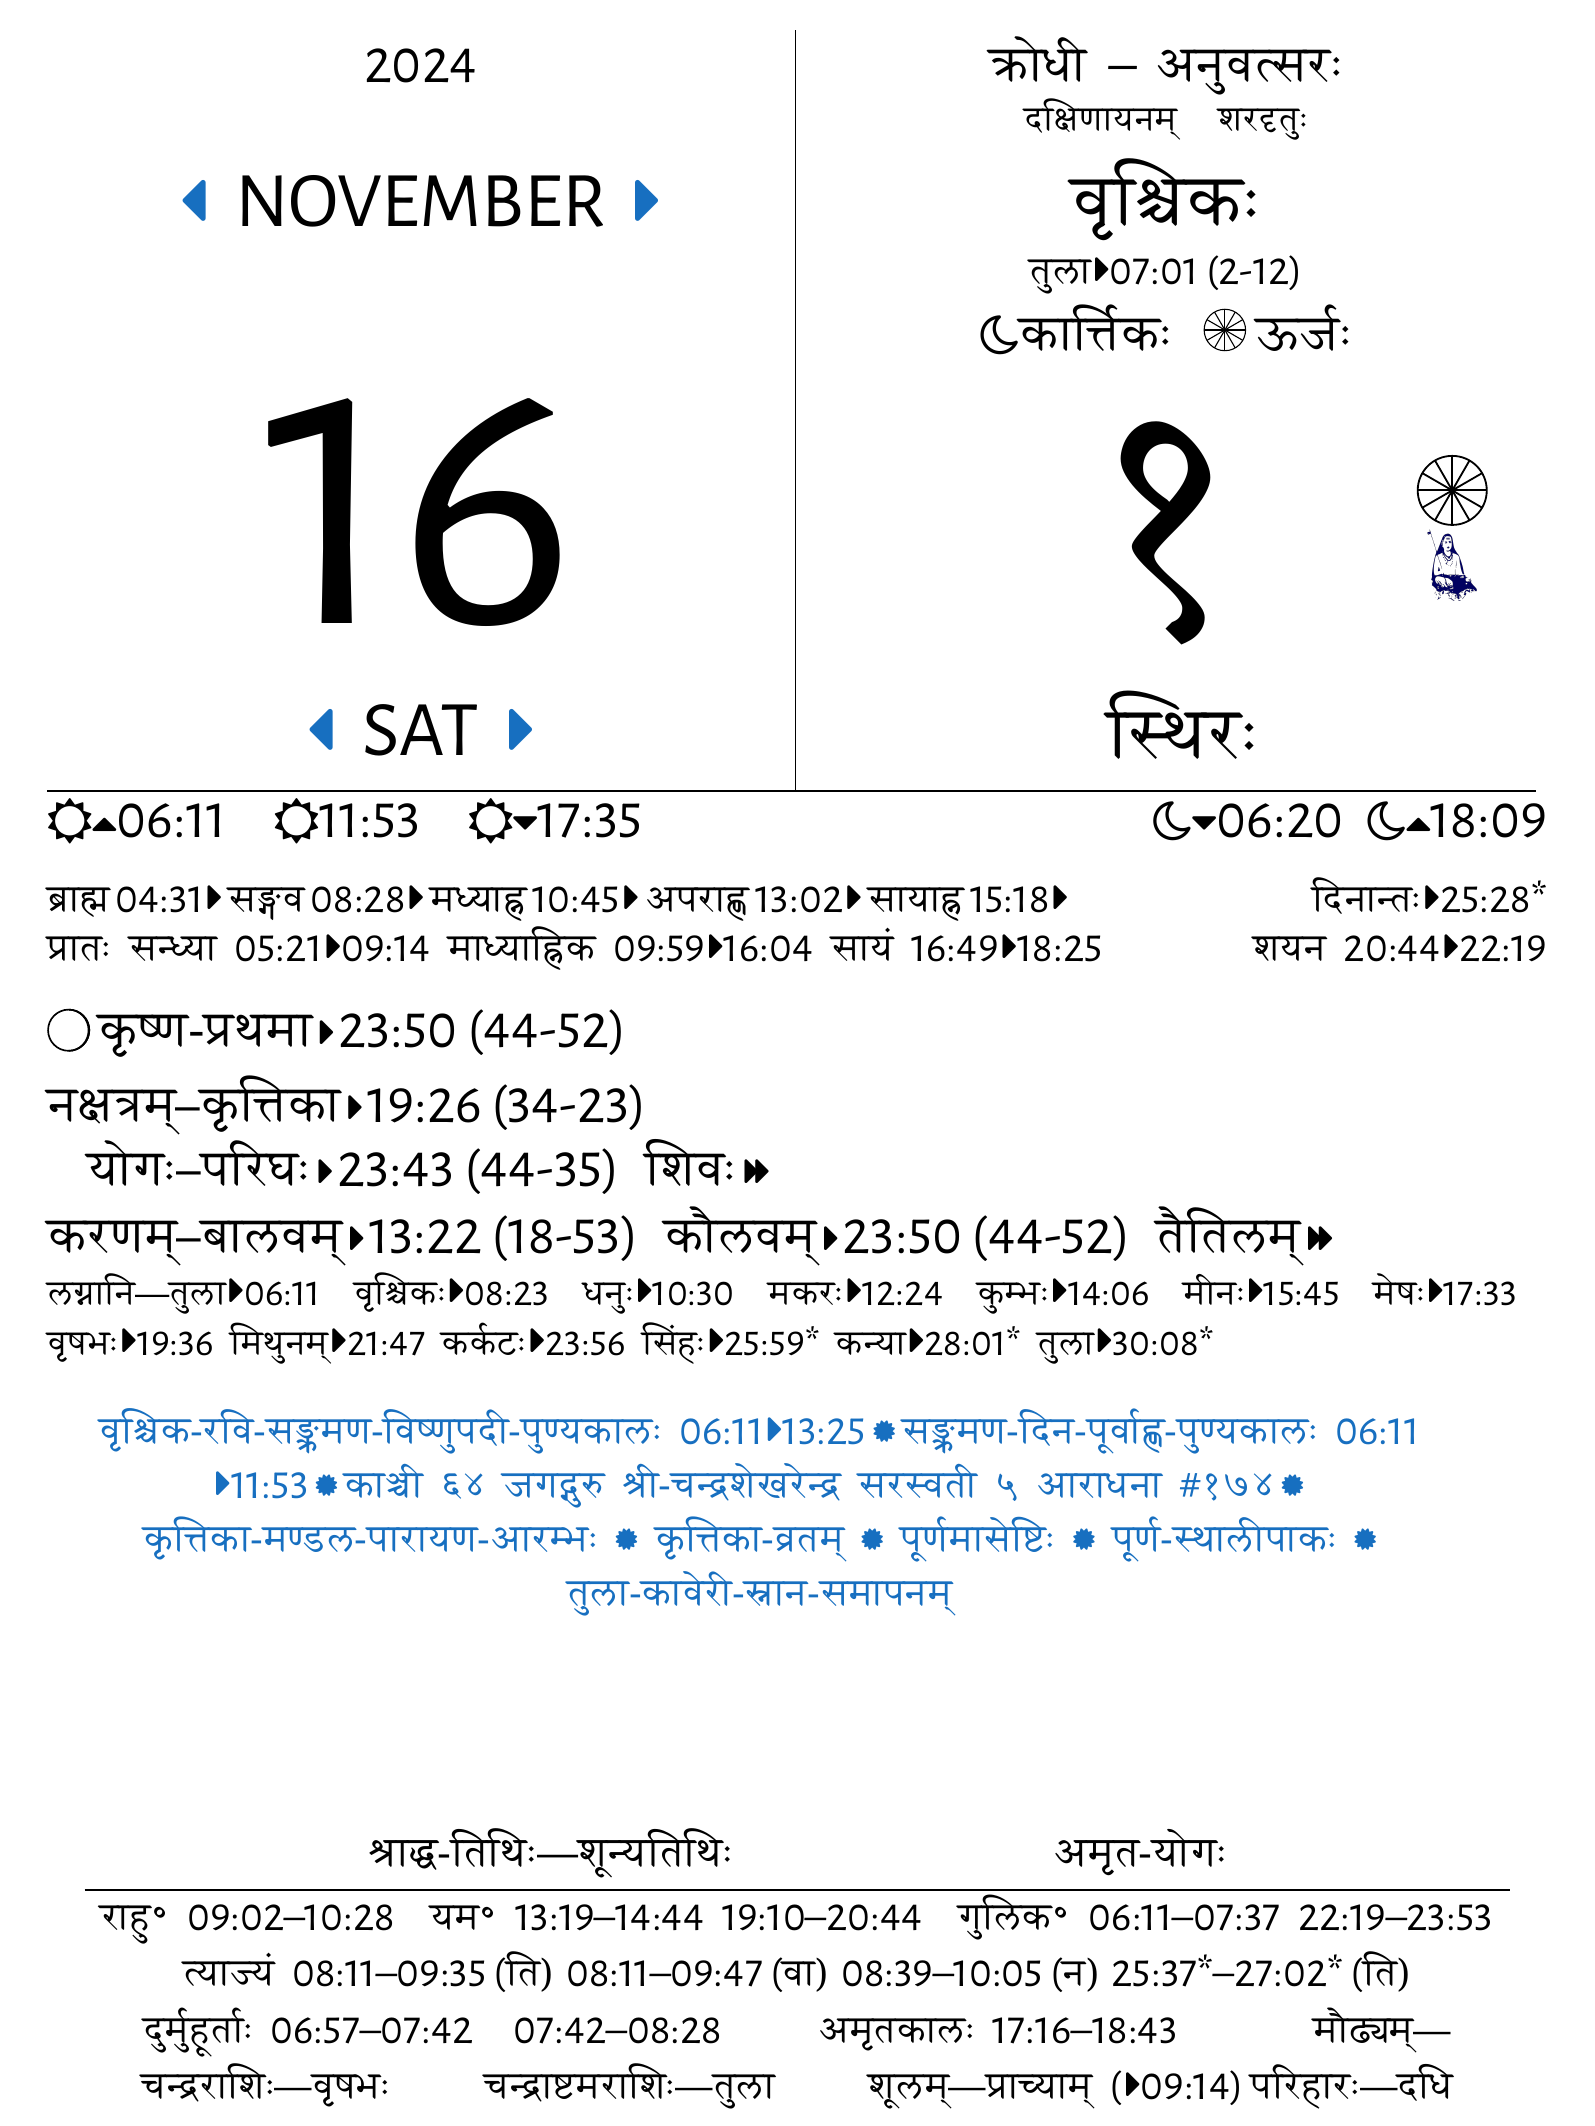 2024
NOVEMBER
16
SAT
क्रोधी – अनुवत्सरः
दक्षिणायनम् शरदृतुः
वृश्चिकः
तुला⏵07:01 (2-12)
कार्त्तिकः ऊर्जः
१
स्थिरः
06:11 11:53 17:35 06:20 18:09
ब्राह्म 04:31⏵ सङ्गव 08:28⏵ मध्याह्न 10:45⏵ अपराह्ण 13:02⏵ सायाह्न 15:18⏵ दिनान्तः⏵25:28*
प्रातः सन्ध्या 05:21⏵09:14 माध्याह्निक 09:59⏵16:04 सायं 16:49⏵18:25 शयन 20:44⏵22:19
कृष्ण-प्रथमा⏵23:50 (44-52)
नक्षत्रम्–कृत्तिका⏵19:26 (34-23)
योगः–परिघः⏵23:43 (44-35) शिवः⏵⏵
करणम्–बालवम्⏵13:22 (18-53) कौलवम्⏵23:50 (44-52) तैतिलम्⏵⏵
लग्नानि—तुला⏵06:11 वृश्चिकः⏵08:23 धनुः⏵10:30 मकरः⏵12:24 कुम्भः⏵14:06 मीनः⏵15:45 मेषः⏵17:33
वृषभः⏵19:36 मिथुनम्⏵21:47 कर्कटः⏵23:56 सिंहः⏵25:59* कन्या⏵28:01* तुला⏵30:08*
वृश्चिक-रवि-सङ्क्रमण-विष्णुपदी-पुण्यकालः 06:11⏵13:25 ✹ सङ्क्रमण-दिन-पूर्वाह्ण-पुण्यकालः 06:11
⏵11:53 ✹ काञ्ची ६४ जगद्गुरु श्री-चन्द्रशेखरेन्द्र सरस्वती ५ आराधना #१७४ ✹
कृत्तिका-मण्डल-पारायण-आरम्भः ✹ कृत्तिका-व्रतम् ✹ पूर्णमासेष्टिः ✹ पूर्ण-स्थालीपाकः ✹
तुला-कावेरी-स्नान-समापनम्
श्राद्ध-तिथिः—शून्यतिथिः अमृत-योगः
राहु° 09:02–10:28 यम° 13:19–14:44 19:10–20:44 गुलिक° 06:11–07:37 22:19–23:53
त्याज्यं 08:11–09:35 (ति) 08:11–09:47 (वा) 08:39–10:05 (न) 25:37*–27:02* (ति)
दुर्मुहूर्ताः 06:57–07:42 07:42–08:28 अमृतकालः 17:16–18:43 मौढ्यम्—
चन्द्रराशिः—वृषभः चन्द्राष्टमराशिः—तुला शूलम्—प्राच्याम् (⏵09:14) परिहारः—दधि